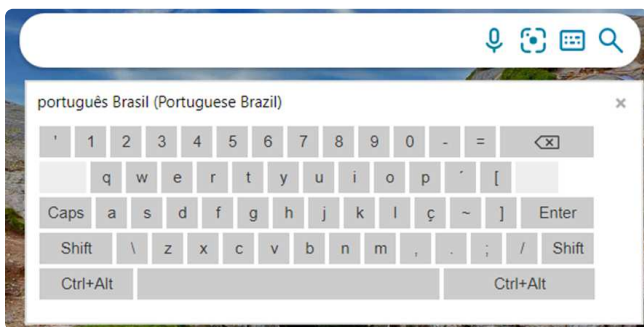 português Brasil (Portuguese Brazil) ×
' 1 2 3 4 5 6 7 8 9 0 - =
q w e r t y u i o p ´ [
Caps a s d f g h j k l ç ~ ] Enter
Shift \ z x c v b n m , . ; / Shift
Ctrl+Alt Ctrl+Alt